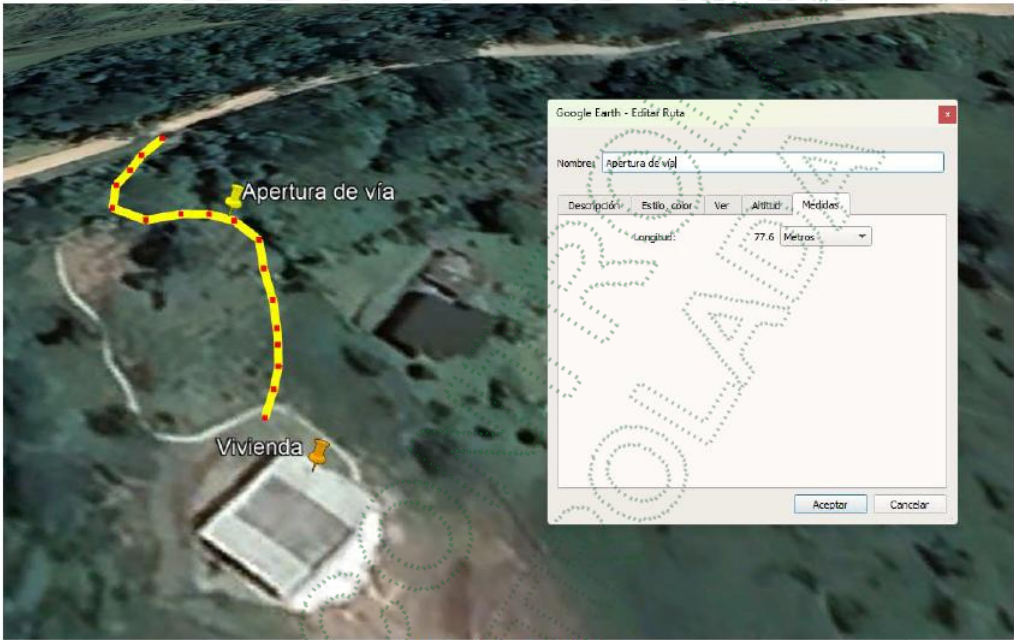 Google Earth - Editar Ruta
Nombre: Apertura de vía
Descripción Estilo, color Ver Altitud Medidas
Longitud: 77.6 Metros
Aceptar Cancelar
Apertura de vía
Vivienda